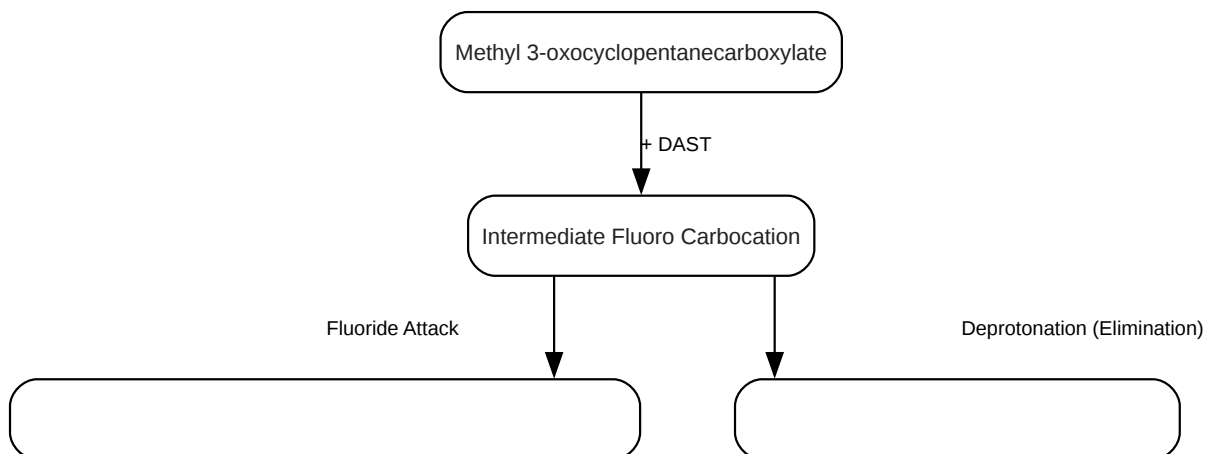 Methyl 3-oxocyclopentanecarboxylate
+ DAST
Intermediate Fluoro Carbocation
Fluoride Attack
Deprotonation (Elimination)